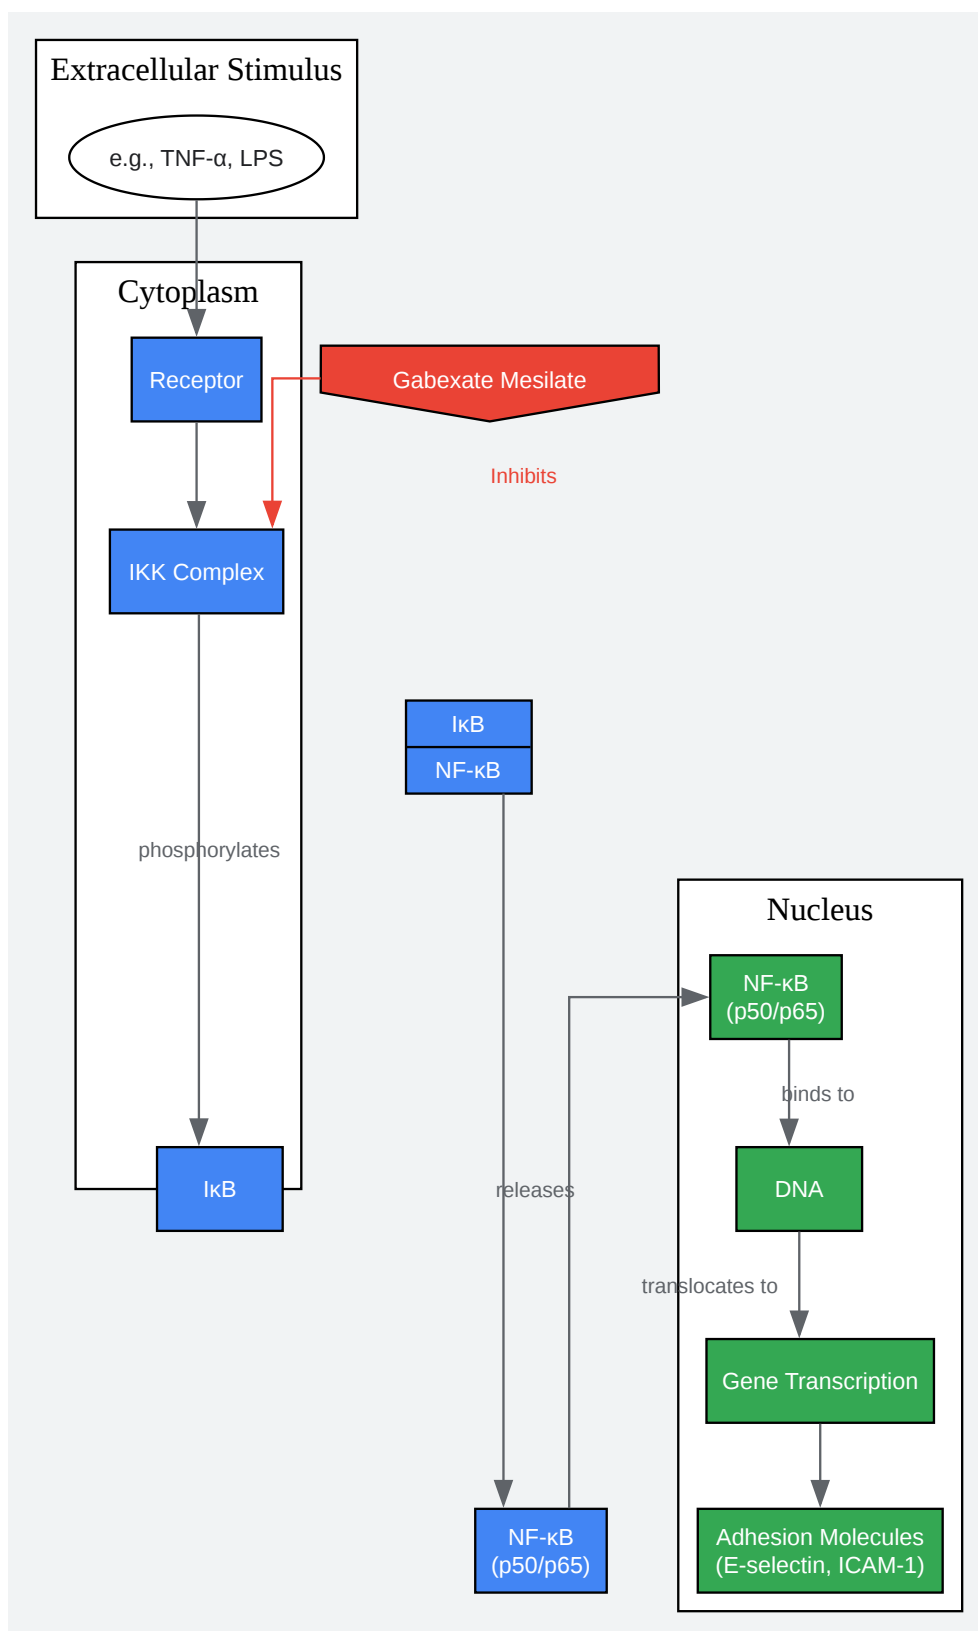 Extracellular Stimulus
e.g., TNF-α, LPS
Cytoplasm
Receptor
Gabexate Mesilate
Inhibits
IKK Complex
IκB
NF-κB
phosphorylates
Nucleus
NF-κB
(p50/p65)
binds to
IκB
releases
DNA
translocates to
Gene Transcription
NF-κB
(p50/p65)
Adhesion Molecules
(E-selectin, ICAM-1)